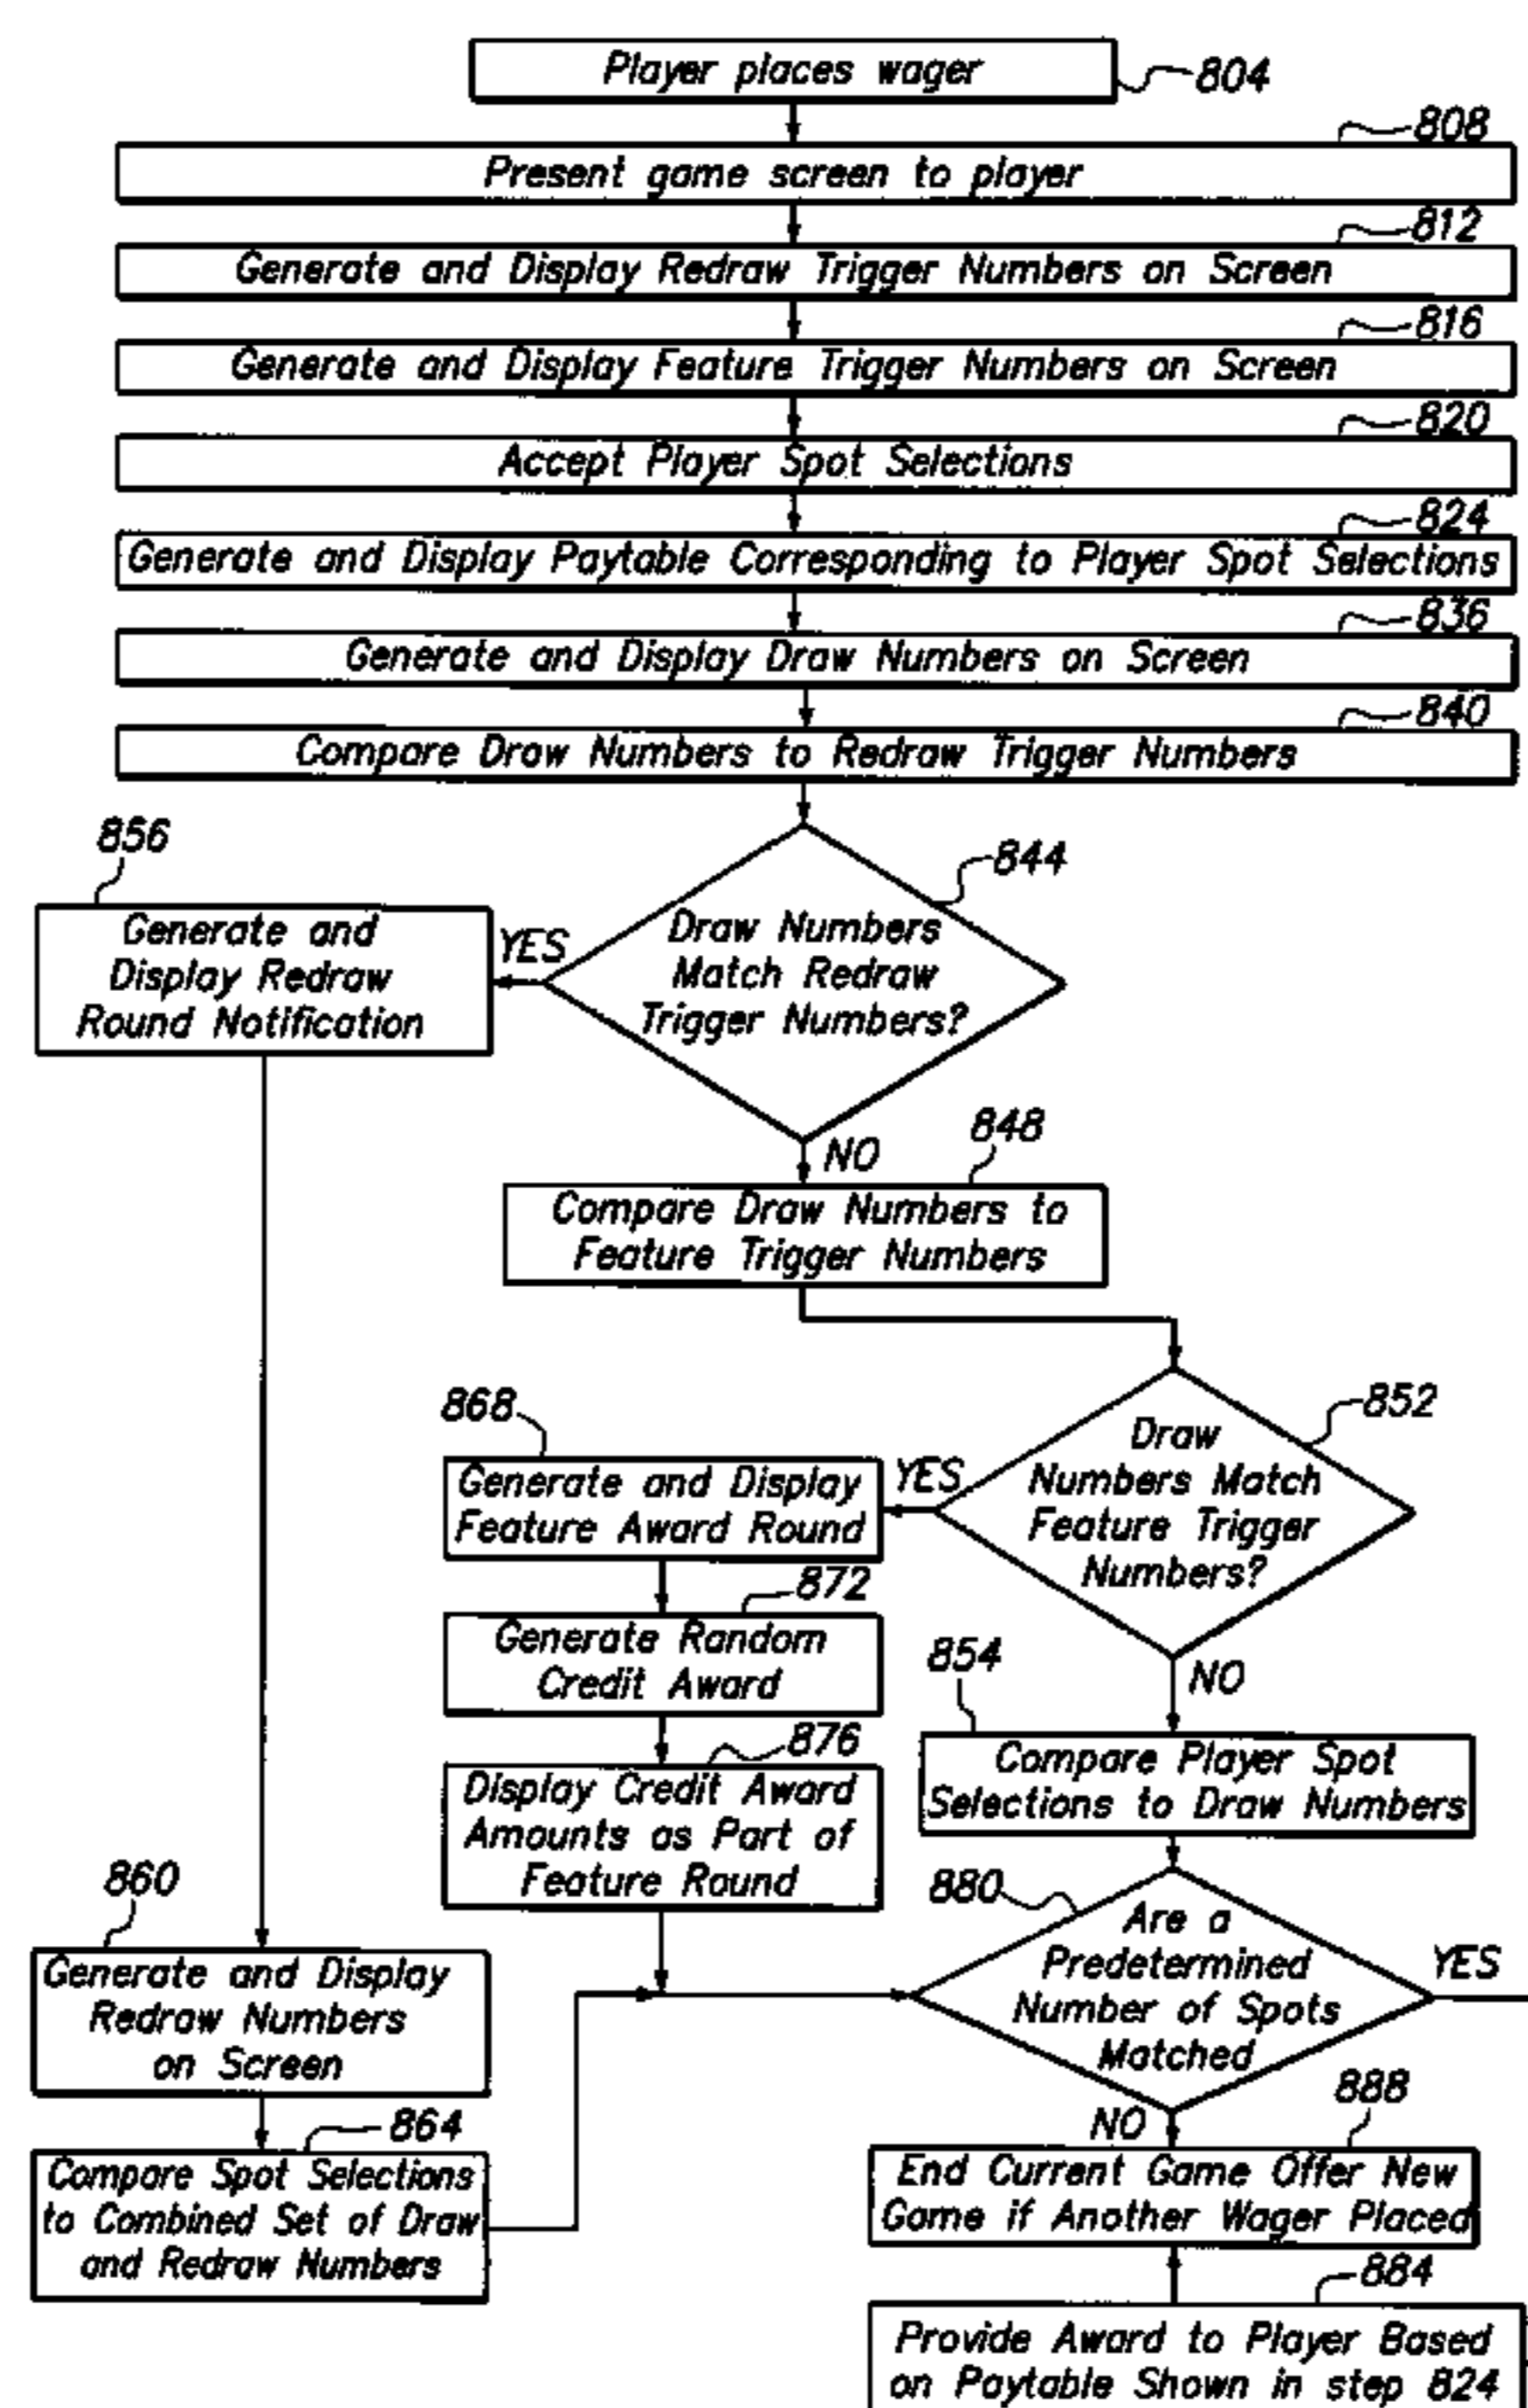 Player places wager
804
808
Present game screen to player
812
Generate and Display Redraw Trigger Numbers on Screen
816
Generate and Display Feature Trigger Numbers on Screen
820
Accept Player Spot Selections
824
Generate and Display Paytable Corresponding to Player Spot Selections
836
Generate and Display Draw Numbers on Screen
840
Compare Draw Numbers to Redraw Trigger Numbers
856
Generate and
Display Redraw
Round Notification
YES
844
Draw Numbers
Match Redraw
Trigger Numbers?
NO
848
Compare Draw Numbers to
Feature Trigger Numbers
852
Draw
Numbers Match
Feature Trigger
Numbers?
YES
868
Generate and Display
Feature Award Round
872
Generate Random
Credit Award
876
Display Credit Award
Amounts as Part of
Feature Round
NO
854
Compare Player Spot
Selections to Draw Numbers
860
Generate and Display
Redraw Numbers
on Screen
864
Compare Spot Selections
to Combined Set of Draw
and Redraw Numbers
880
Are a
Predetermined
Number of Spots
Matched
YES
NO
888
End Current Game Offer New
Game if Another Wager Placed
884
Provide Award to Player Based
on Paytable Shown in step 824